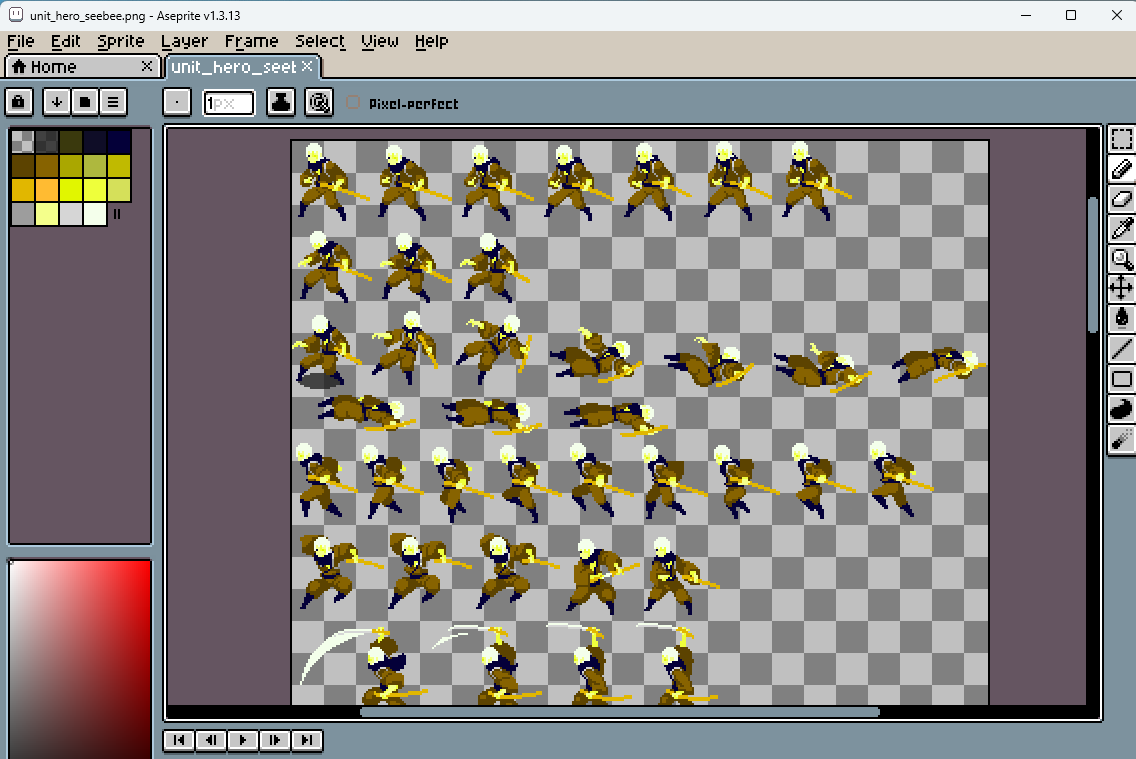 unit_hero_seebee.png - Aseprite v1.3.13
File Edit Sprite Layer Frame Select View Help
Home
unit_hero_seet
1px
Pixel-perfect